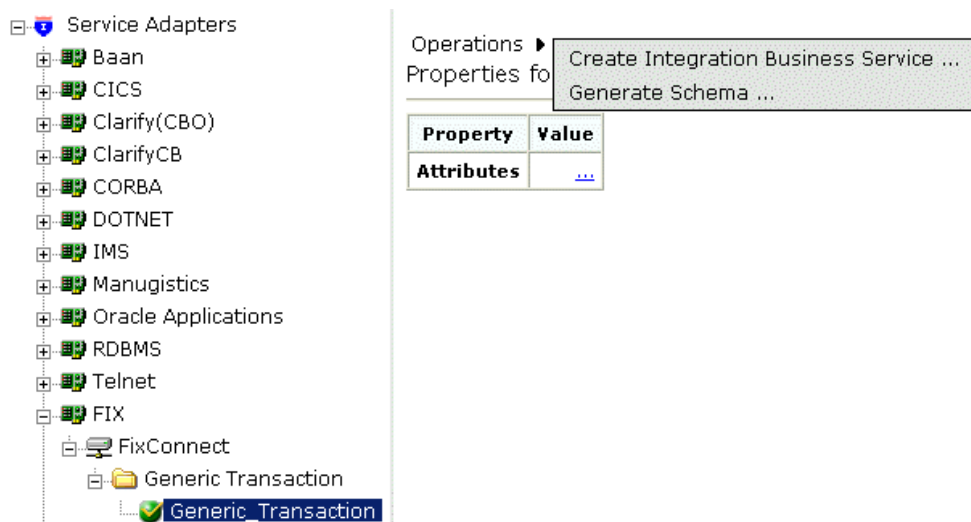 Service Adapters
Baan
CICS
Clarify(CBO)
ClarifyCB
CORBA
DOTNET
IMS
Manugistics
Oracle Applications
RDBMS
Telnet
FIX
FixConnect
Generic Transaction
Generic_Transaction
Operations
Properties fo
Create Integration Business Service ...
Generate Schema ...
Property Value
Attributes ...